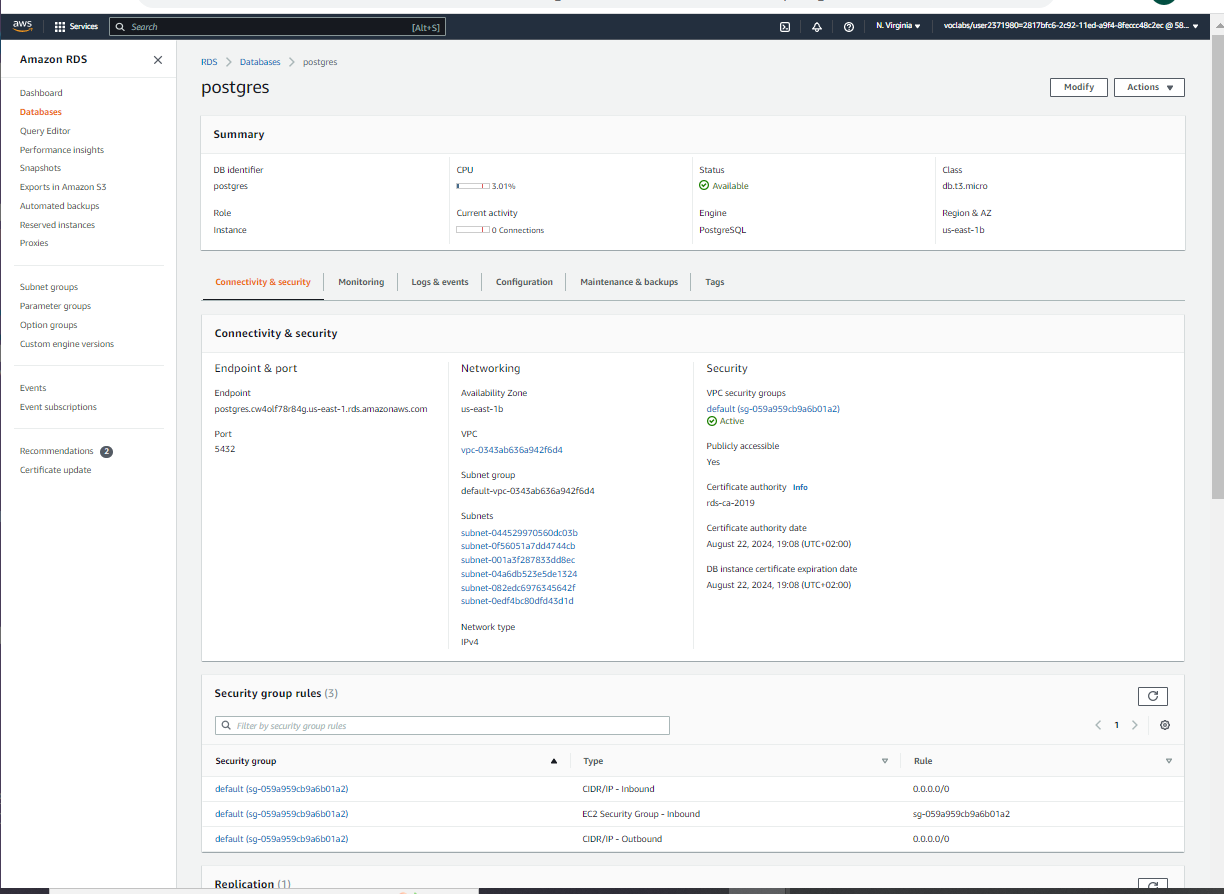 aws
Services
Search [Alt+S]
N. Virginia
voclabs/user2371980=2817bfc6-2c92-11ed-a9f4-8feccc48c2ec @ 58...
Amazon RDS
Dashboard
Databases
Query Editor
Performance insights
Snapshots
Exports in Amazon S3
Automated backups
Reserved instances
Proxies
Subnet groups
Parameter groups
Option groups
Custom engine versions
Events
Event subscriptions
Recommendations 2
Certificate update
RDS > Databases > postgres
postgres
Modify
Actions
Summary
DB identifier
postgres
CPU
3.01%
Status
Available
Class
db.t3.micro
Role
Instance
Current activity
0 Connections
Engine
PostgreSQL
Region & AZ
us-east-1b
Connectivity & security
Monitoring
Logs & events
Configuration
Maintenance & backups
Tags
Connectivity & security
Endpoint & port
Endpoint
postgres.cw4olf78r84g.us-east-1.rds.amazonaws.com
Port
5432
Networking
Availability Zone
us-east-1b
VPC
vpc-0343ab636a942f6d4
Subnet group
default-vpc-0343ab636a942f6d4
Subnets
subnet-044529970560dc03b
subnet-0f56051a7dd4744cb
subnet-001a3f287833dd8ec
subnet-04a6db523e5de1324
subnet-082edc6976345642f
subnet-0edf4bc80dfd43d1d
Network type
IPv4
Security
VPC security groups
default (sg-059a959cb9a6b01a2)
Active
Publicly accessible
Yes
Certificate authority Info
rds-ca-2019
Certificate authority date
August 22, 2024, 19:08 (UTC+02:00)
DB instance certificate expiration date
August 22, 2024, 19:08 (UTC+02:00)
Security group rules (3)
Filter by security group rules
1
Security group Type Rule
default (sg-059a959cb9a6b01a2) CIDR/IP - Inbound 0.0.0.0/0
default (sg-059a959cb9a6b01a2) EC2 Security Group - Inbound sg-059a959cb9a6b01a2
default (sg-059a959cb9a6b01a2) CIDR/IP - Outbound 0.0.0.0/0
Replication (1)